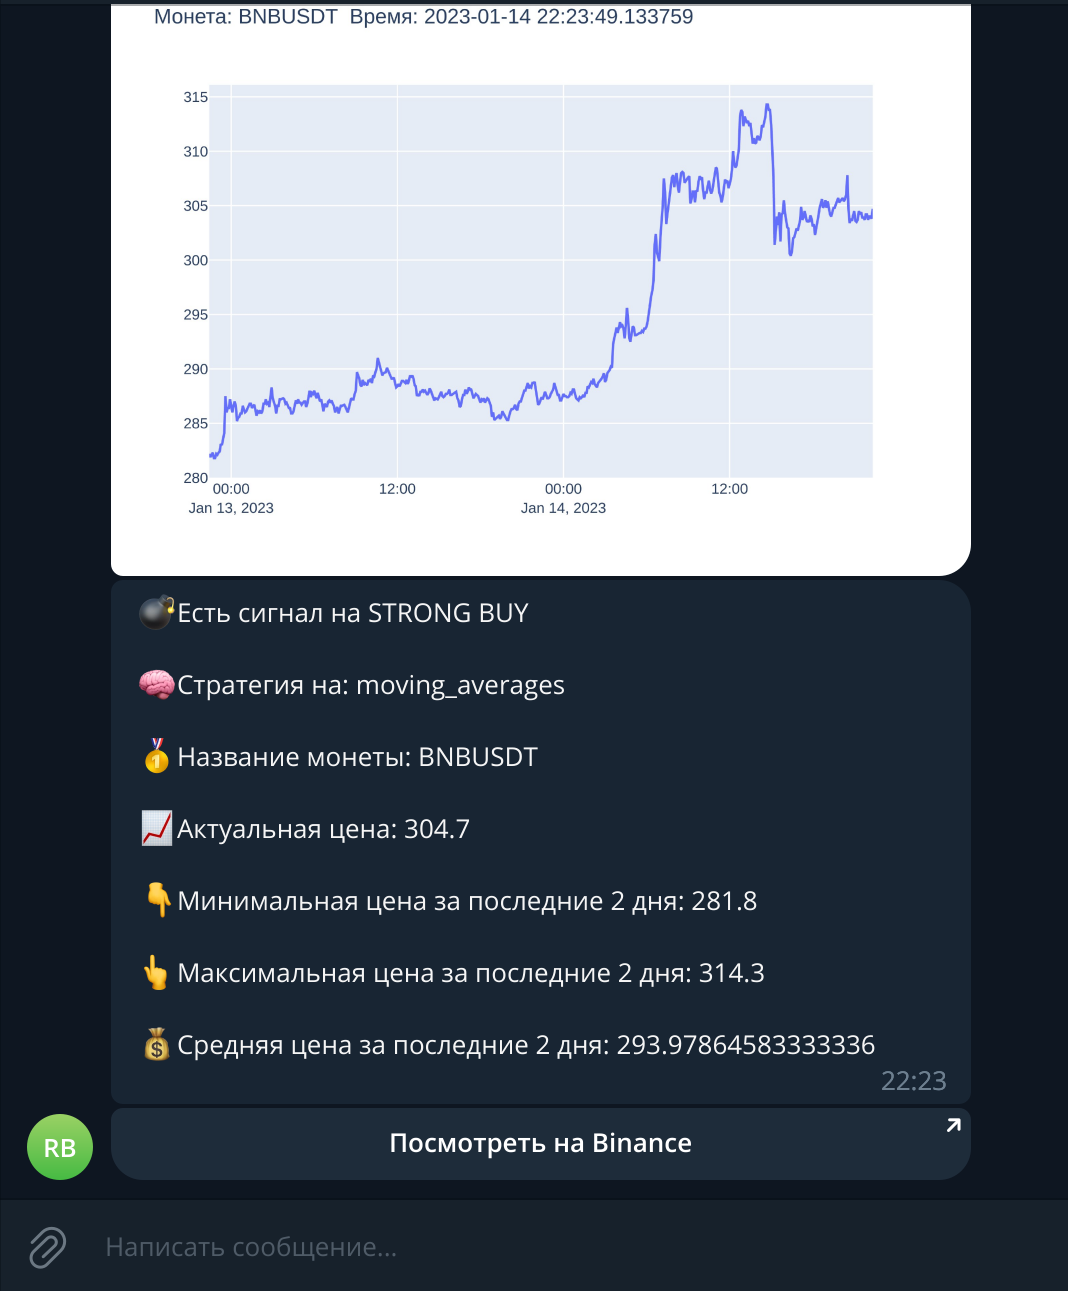 Монета: BNBUSDT  Время: 2023-01-14 22:23:49.133759
315
310
305
300
295
290
285
280
00:00 12:00 00:00 12:00
Jan 13, 2023 Jan 14, 2023
💣Есть сигнал на STRONG BUY
🧠Стратегия на: moving_averages
🥇Название монеты: BNBUSDT
📈Актуальная цена: 304.7
👇Минимальная цена за последние 2 дня: 281.8
👆Максимальная цена за последние 2 дня: 314.3
💰Средняя цена за последние 2 дня: 293.97864583333336
22:23
Посмотреть на Binance
RB
Написать сообщение...